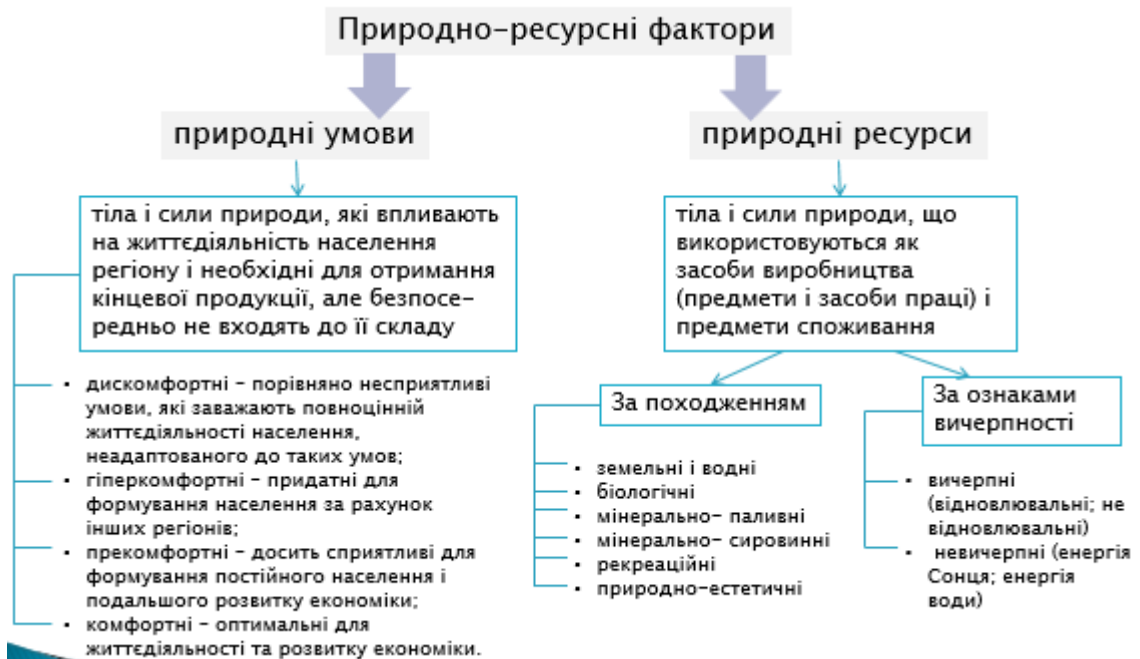 Природно-ресурсні фактори
природні умови
тіла і сили природи, які впливають
на життєдіяльність населення
регіону і необхідні для отримання
кінцевої продукції, але безпосе-
редньо не входять до її складу
• дискомфортні - порівняно несприятливі
умови, які заважають повноцінній
життєдіяльності населення,
неадаптованого до таких умов;
• гіперкомфортні - придатні для
формування населення за рахунок
інших регіонів;
• прекомфортні - досить сприятливі для
формування постійного населення і
подальшого розвитку економіки;
• комфортні - оптимальні для
життєдіяльності та розвитку економіки.
природні ресурси
тіла і сили природи, що
використовуються як
засоби виробництва
(предмети і засоби праці) і
предмети споживання
За походженням
• земельні і водні
• біологічні
• мінерально- паливні
• мінерально- сировинні
• рекреаційні
• природно-естетичні
За ознаками
вичерпності
• вичерпні
(відновлювальні; не
відновлювальні)
• невичерпні (енергія
Сонця; енергія
води)